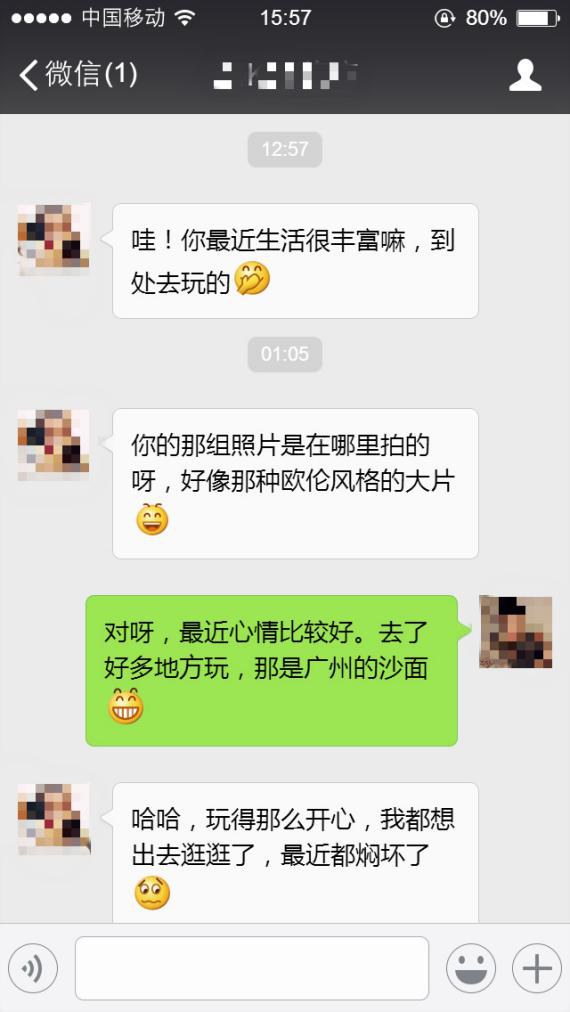 中国移动
15:57
80%
微信(1)
12:57
哇！你最近生活很丰富嘛，到
处去玩的
01:05
你的那组照片是在哪里拍的
呀，好像那种欧伦风格的大片
对呀，最近心情比较好。去了
好多地方玩，那是广州的沙面
哈哈，玩得那么开心，我都想
出去逛逛了，最近都焖坏了